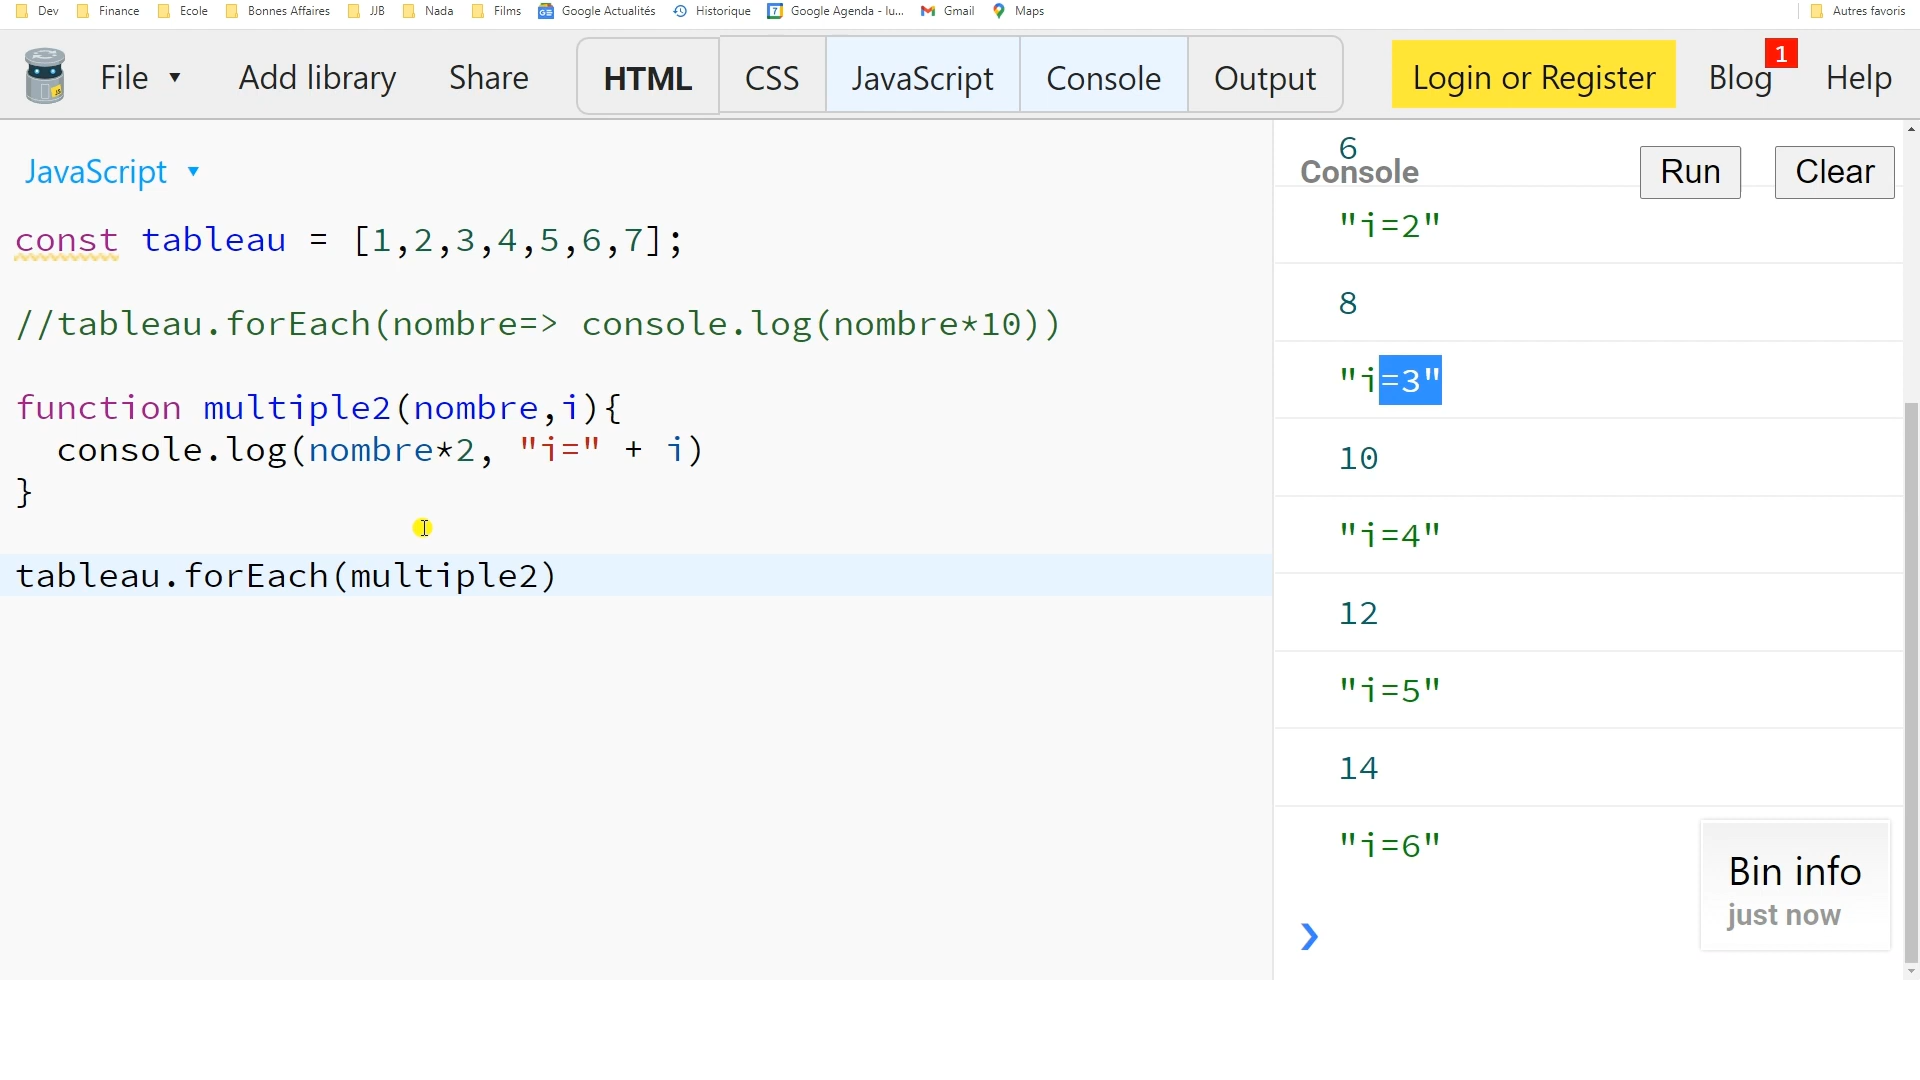 Dev Finance Ecole Bonnes Affaires JJB Nada Films Google Actualités Historique Google Agenda - lu... Gmail Maps Autres favoris
File Add library Share HTML CSS JavaScript Console Output Login or Register Blog 1 Help
JavaScript
const tableau = [1,2,3,4,5,6,7];
//tableau.forEach(nombre=> console.log(nombre*10))
function multiple2(nombre,i){
console.log(nombre*2, "i=" + i)
}
tableau.forEach(multiple2)
6
Console Run Clear
"i=2"
8
"i=3"
10
"i=4"
12
"i=5"
14
"i=6"
Bin info
just now